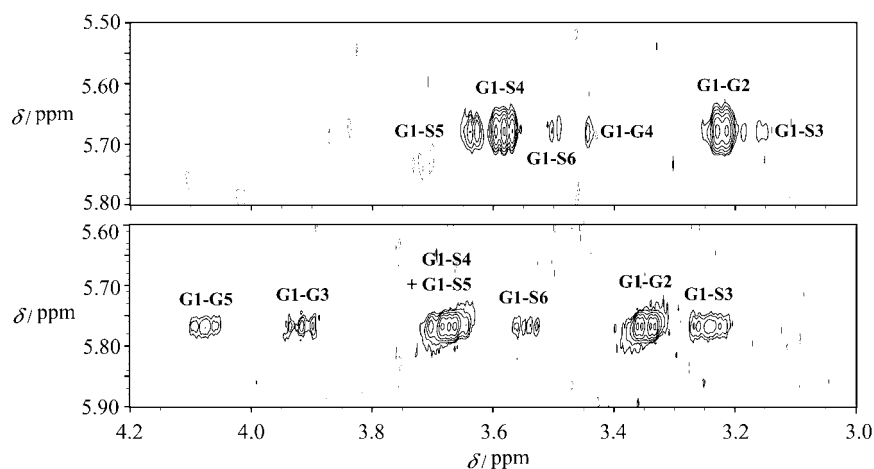 5.50
G1-S4
G1-G2
δ/ ppm 5.60
G1-S5
G1-S6
G1-G4
G1-S3
5.70
5.80
5.60
G1-S4
+ G1-S5
G1-G5
G1-G3
G1-S6
G1-G2
G1-S3
δ/ ppm 5.70
5.80
5.90
4.2 4.0 3.8 3.6 3.4 3.2 3.0
δ/ ppm